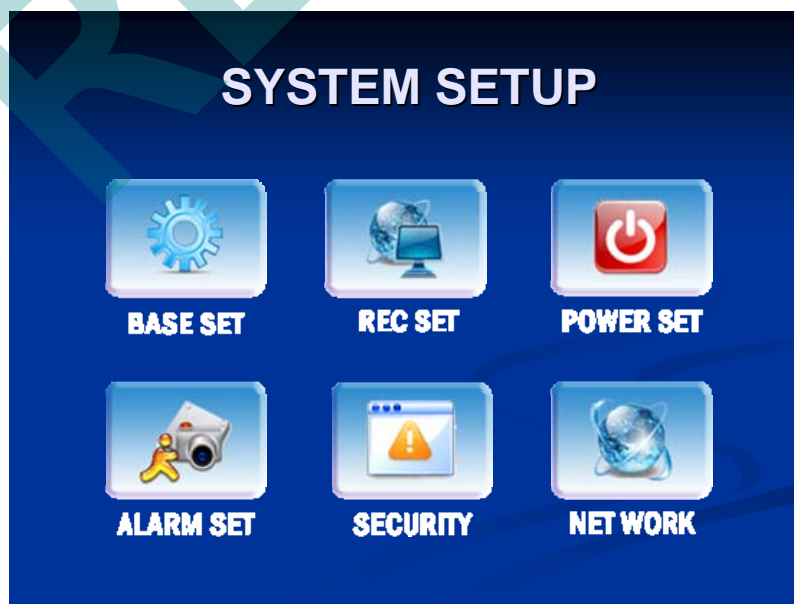 SYSTEM SETUP
BASE SET
REC SET
POWER SET
ALARM SET
SECURITY
NET WORK